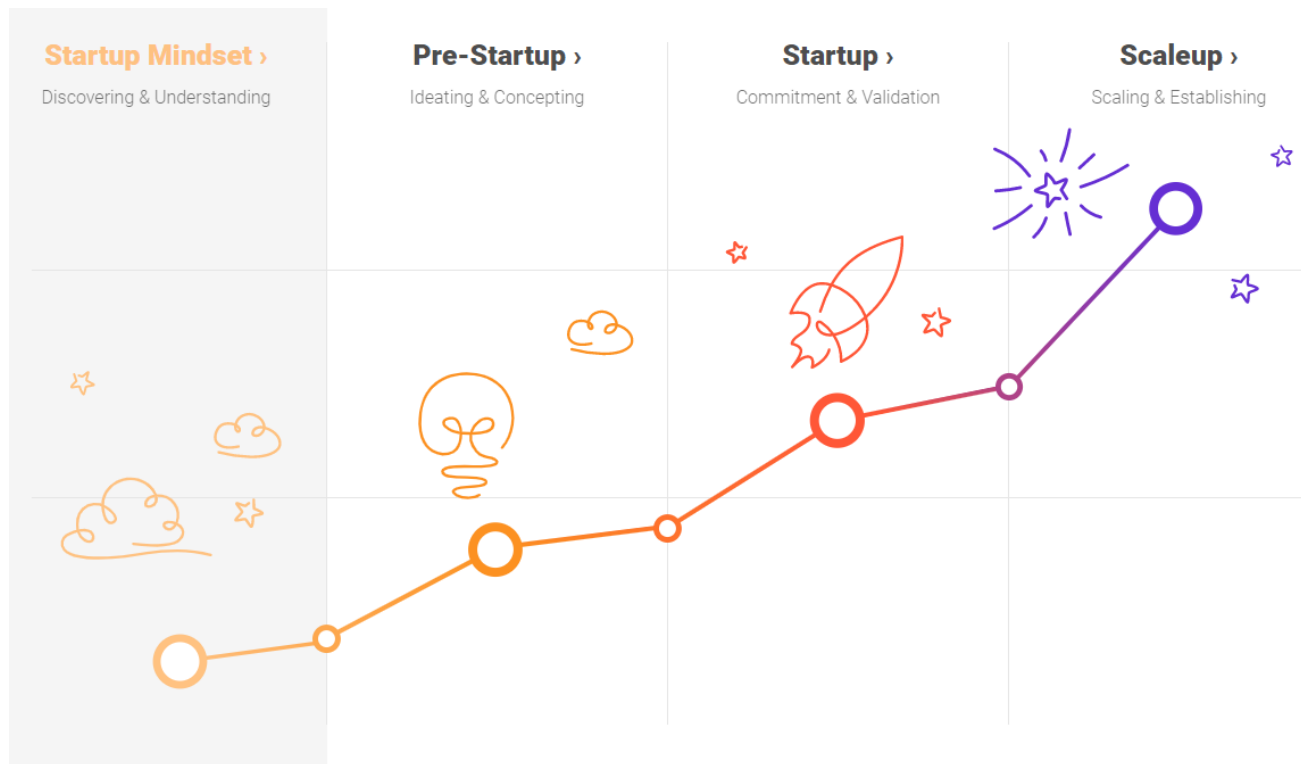 Startup Mindset ›
Discovering & Understanding
Pre-Startup ›
Ideating & Concepting
Startup ›
Commitment & Validation
Scaleup ›
Scaling & Establishing